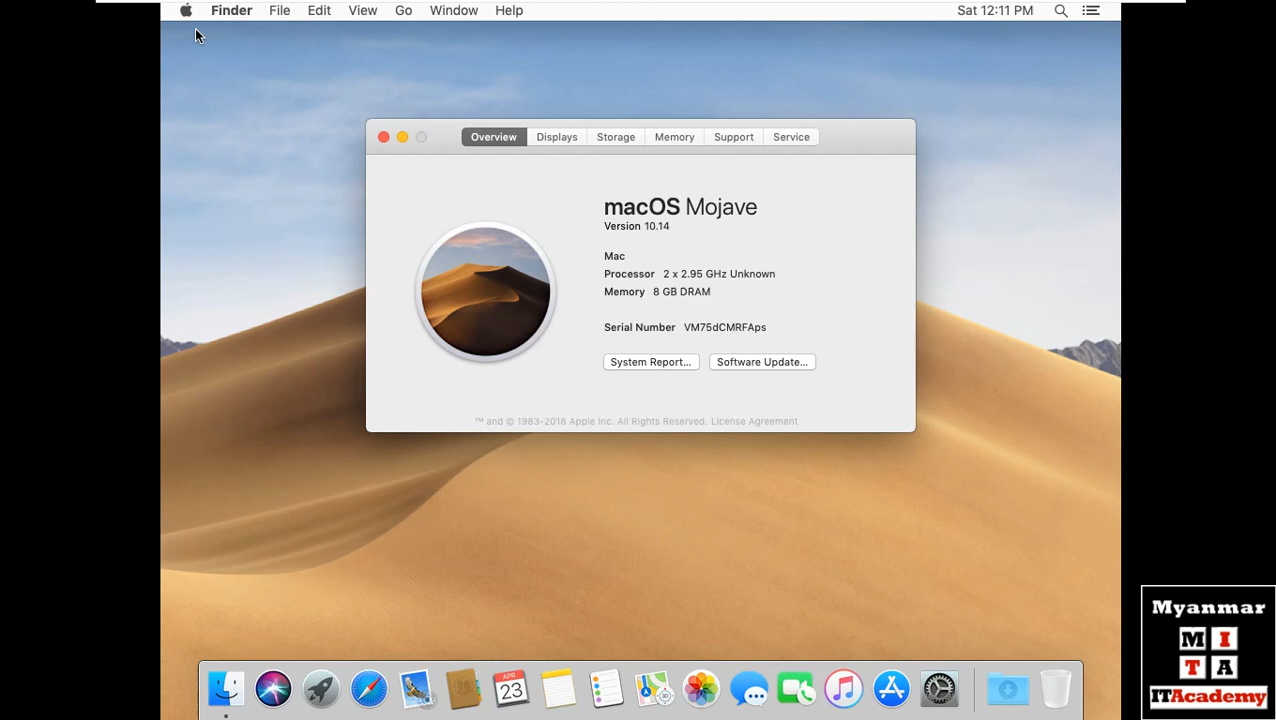 Finder File Edit View Go Window Help Sat 12:11 PM
Overview Displays Storage Memory Support Service
macOS Mojave
Version 10.14
Mac
Processor 2 x 2.95 GHz Unknown
Memory 8 GB DRAM
Serial Number VM75dCMRFAps
System Report... Software Update...
™ and © 1983-2018 Apple Inc. All Rights Reserved. License Agreement
APR
23
Myanmar
M I
T A
ITAcademy